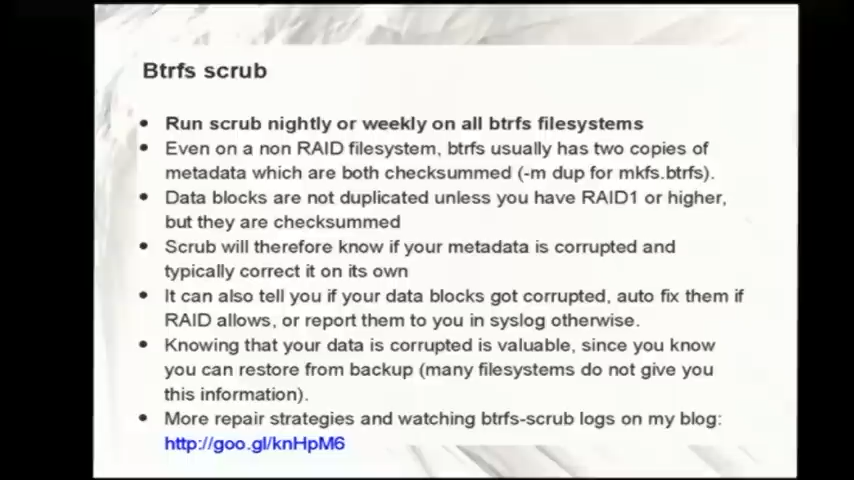 Btrfs scrub
• Run scrub nightly or weekly on all btrfs filesystems
• Even on a non RAID filesystem, btrfs usually has two copies of
metadata which are both checksummed (-m dup for mkfs.btrfs).
• Data blocks are not duplicated unless you have RAID1 or higher,
but they are checksummed
• Scrub will therefore know if your metadata is corrupted and
typically correct it on its own
• It can also tell you if your data blocks got corrupted, auto fix them if
RAID allows, or report them to you in syslog otherwise.
• Knowing that your data is corrupted is valuable, since you know
you can restore from backup (many filesystems do not give you
this information).
• More repair strategies and watching btrfs-scrub logs on my blog:
http://goo.gl/knHpM6